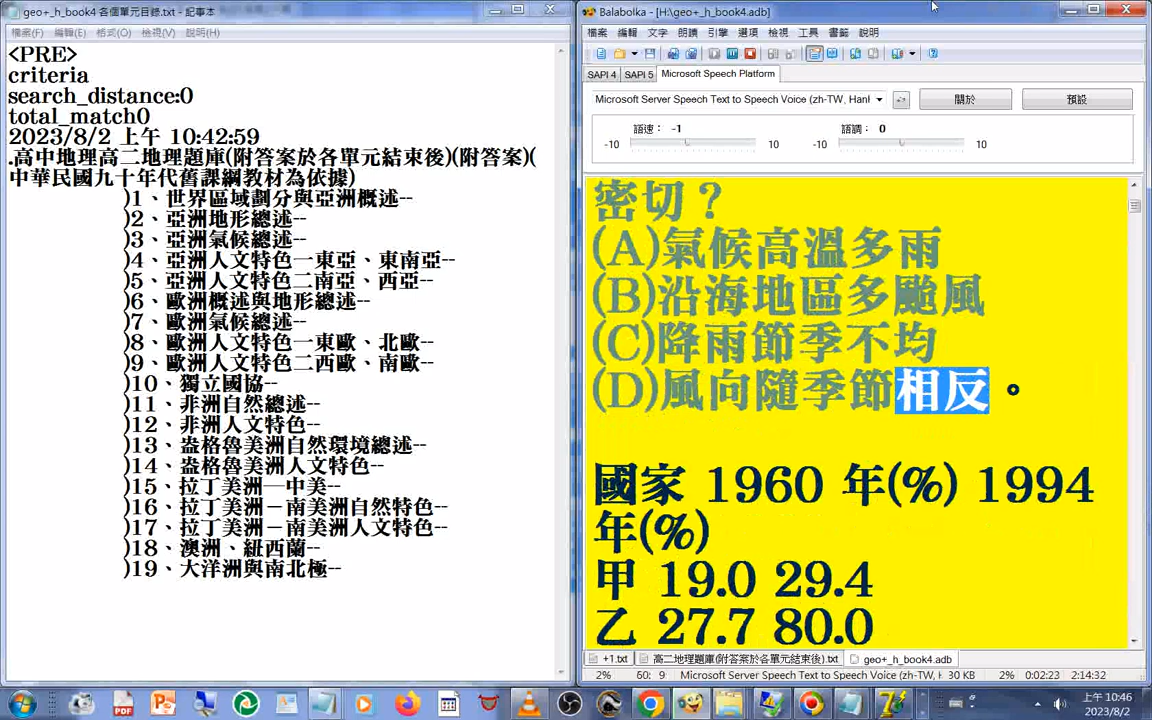 geo+_h_book4 各個單元目錄.txt - 記事本
檔案(F) 編輯(E) 格式(O) 檢視(V) 說明(H)
<PRE>
criteria
search_distance:0
total_match0
2023/8/2 上午 10:42:59
.高中地理高二地理題庫(附答案於各單元結束後)(附答案)(
中華民國九十年代舊課綱教材為依據)
)1、世界區域劃分與亞洲概述--
)2、亞洲地形總述--
)3、亞洲氣候總述--
)4、亞洲人文特色一東亞、東南亞--
)5、亞洲人文特色二南亞、西亞--
)6、歐洲概述與地形總述--
)7、歐洲氣候總述--
)8、歐洲人文特色一東歐、北歐--
)9、歐洲人文特色二西歐、南歐--
)10、獨立國協--
)11、非洲自然總述--
)12、非洲人文特色--
)13、盎格魯美洲自然環境總述--
)14、盎格魯美洲人文特色--
)15、拉丁美洲─中美--
)16、拉丁美洲－南美洲自然特色--
)17、拉丁美洲－南美洲人文特色--
)18、澳洲、紐西蘭--
)19、大洋洲與南北極--
Balabolka - [H:\geo+_h_book4.adb]
檔案 編輯 文字 朗讀 引擎 選項 檢視 工具 書籤 說明
SAPI 4 SAPI 5 Microsoft Speech Platform
Microsoft Server Speech Text to Speech Voice (zh-TW, Hanl 關於 預設
語速： -1 語調： 0
-10 10 -10 10
密切？
(A)氣候高溫多雨
(B)沿海地區多颱風
(C)降雨節季不均
(D)風向隨季節相反。
國家 1960 年(%) 1994
年(%)
甲 19.0 29.4
乙 27.7 80.0
+1.txt 高二地理題庫(附答案於各單元結束後).txt geo+_h_book4.adb
2% 60: 9 Microsoft Server Speech Text to Speech Voice (zh-TW, H 30 KB 2% 0:02:23 2:14:32
PDF
上午 10:46
2023/8/2